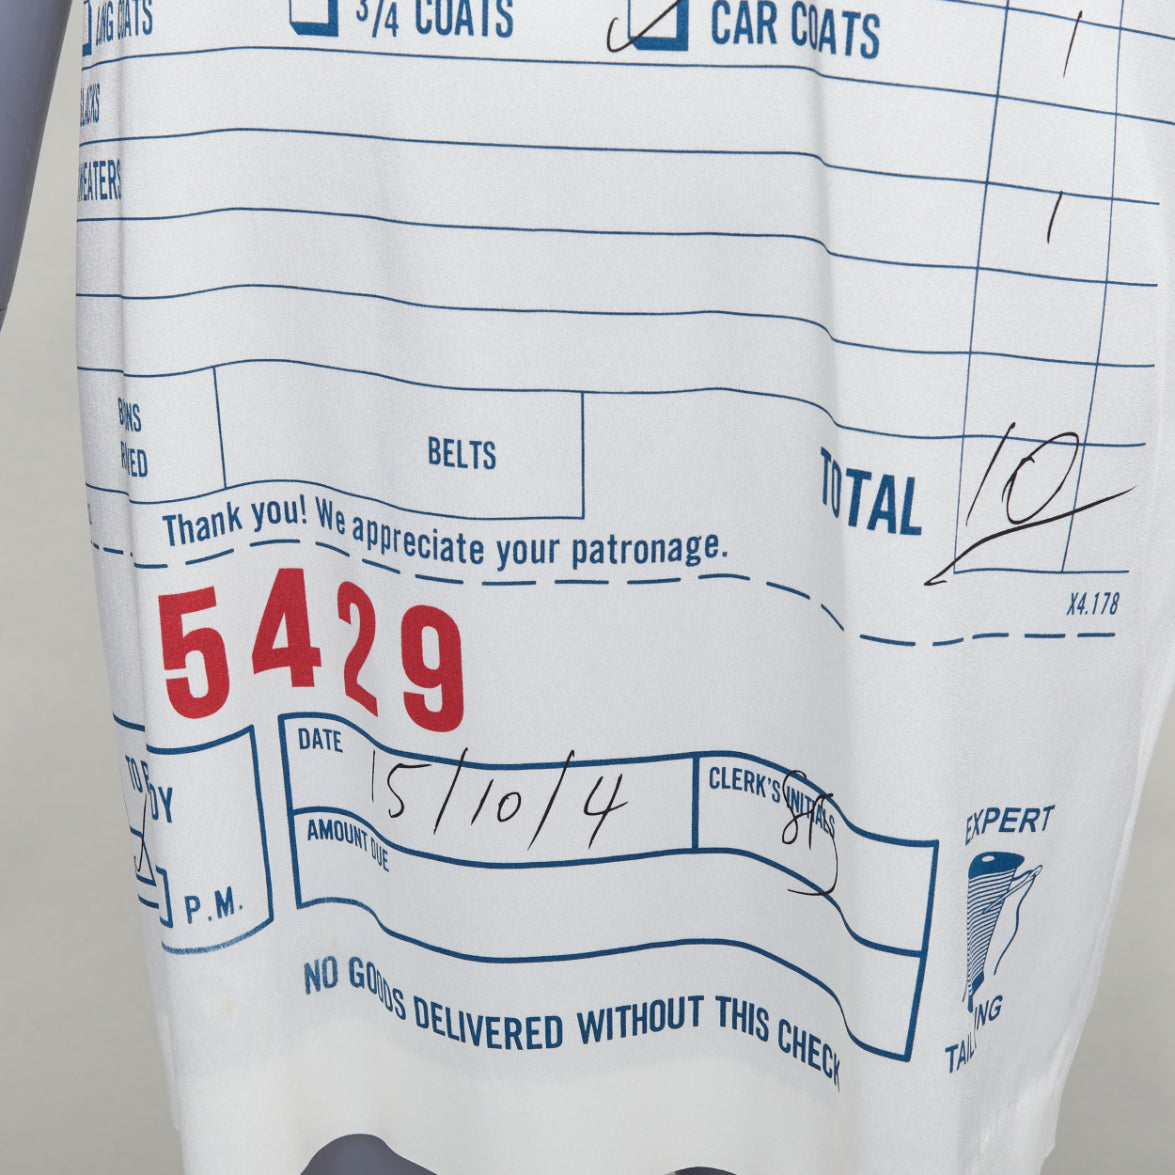 3/4 COATS
CAR COATS
1
1
BELTS
TOTAL
10
Thank you! We appreciate your patronage.
X4.178
5429
DATE
15/10/4
CLERK'S INITIALS
AMOUNT DUE
P.M.
EXPERT
NO GOODS DELIVERED WITHOUT THIS CHECK